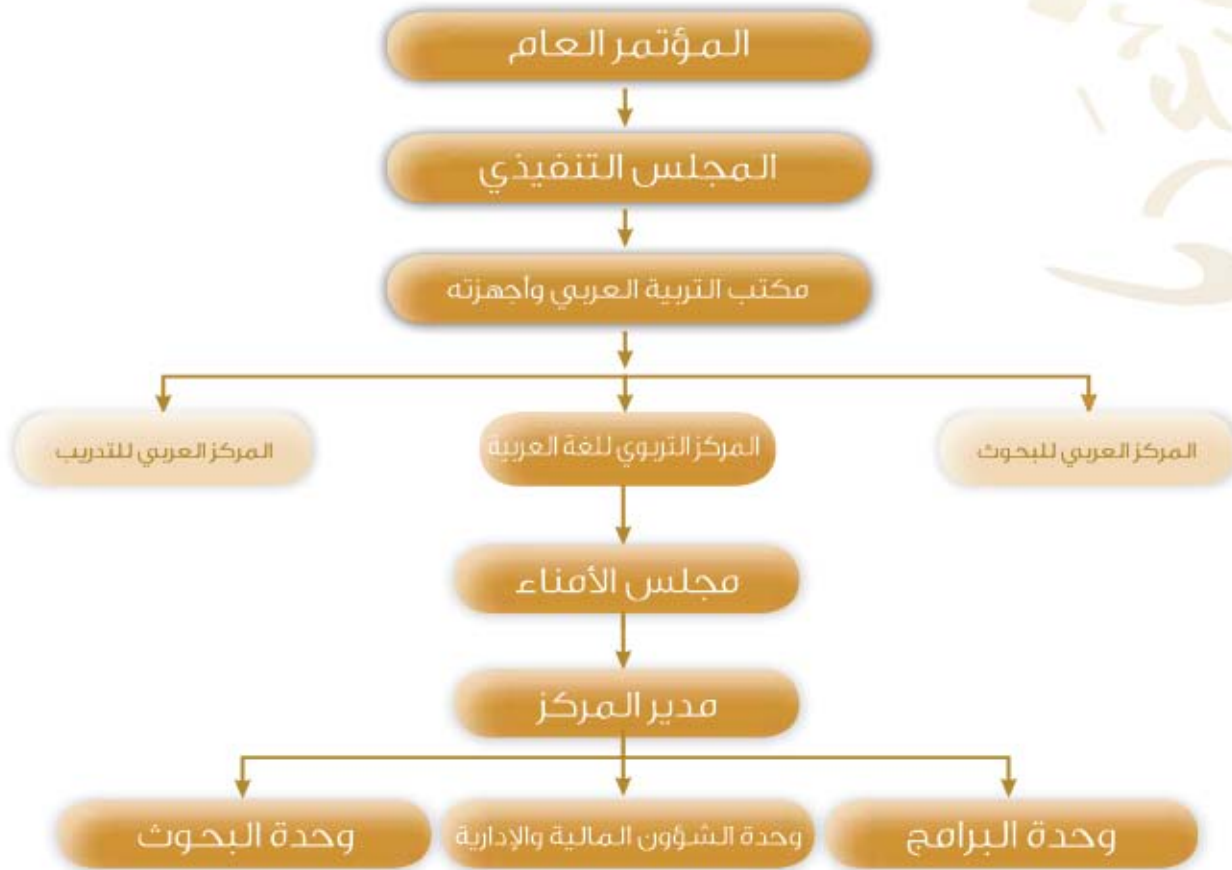 المؤتمر العام
المجلس التنفيذي
مكتب التربية العربي وأجهزته
المركز العربي للبحوث
المركز التربوي للغة العربية
المركز العربي للتدريب
مجلس الأمناء
مدير المركز
وحدة البرامج
وحدة الشؤون المالية والإدارية
وحدة البحوث